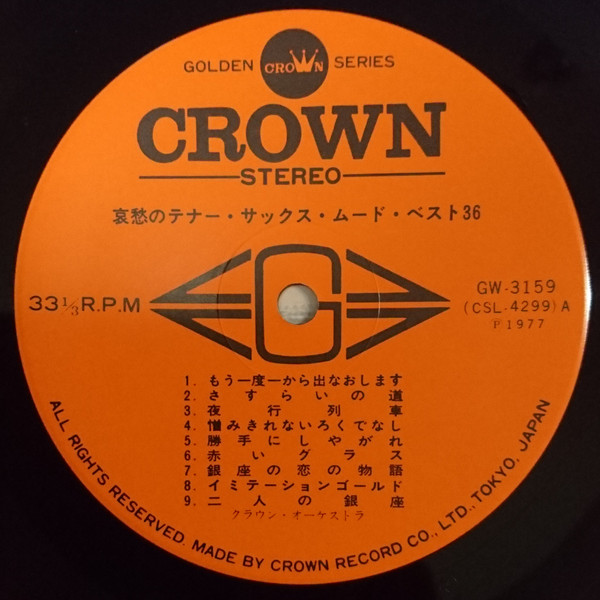 GOLDEN CROWN SERIES
CROWN
STEREO
哀愁のテナー・サックス・ムード・ベスト36
33 1/3 R.P.M
G
GW-3159
(CSL-4299) A
Ⓟ1977
1. もう一度一から出なおします
2. さすらいの道
3. 夜行列車
4. 憎みきれないろくでなし
5. 勝手にしやがれ
6. 赤いグラス
7. 銀座の恋の物語
8. イミテーションゴールド
9. 二人の銀座
クラウン・オーケストラ
ALL RIGHTS RESERVED. MADE BY CROWN RECORD CO., LTD., TOKYO, JAPAN